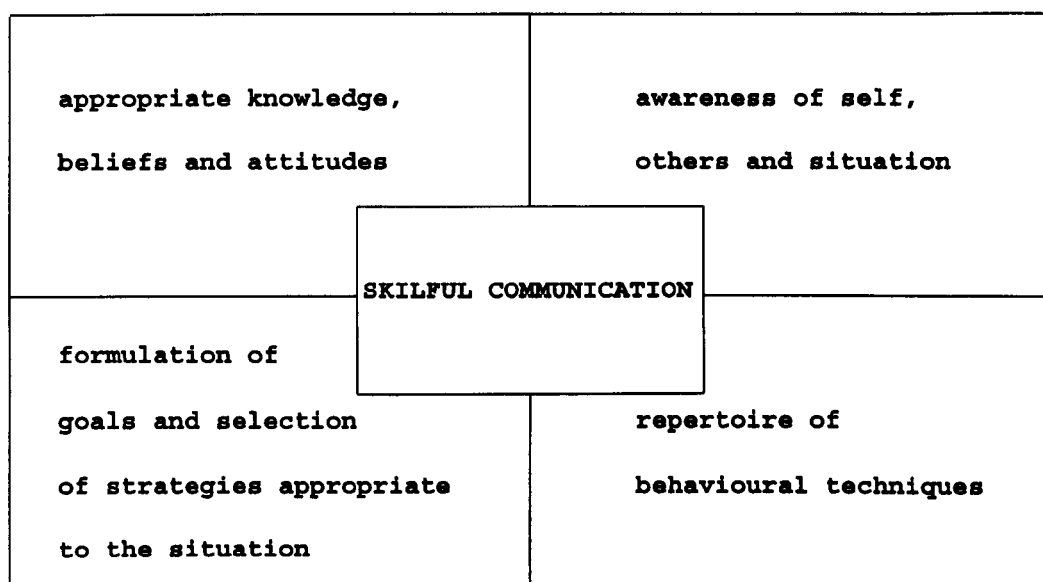 appropriate knowledge,
beliefs and attitudes
awareness of self,
others and situation
SKILFUL COMMUNICATION
formulation of
goals and selection
of strategies appropriate
to the situation
repertoire of
behavioural techniques